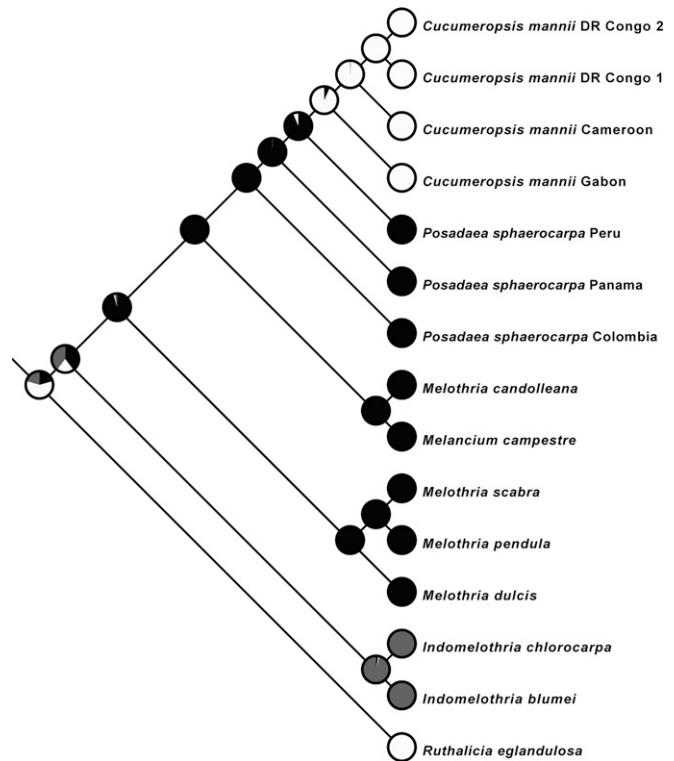 Cucumeropsis mannii DR Congo 2
Cucumeropsis mannii DR Congo 1
Cucumeropsis mannii Cameroon
Cucumeropsis mannii Gabon
Posadaea sphaerocarpa Peru
Posadaea sphaerocarpa Panama
Posadaea sphaerocarpa Colombia
Melothria candolleana
Melancium campestre
Melothria scabra
Melothria pendula
Melothria dulcis
Indomelothria chlorocarpa
Indomelothria blumei
Ruthalicia eglandulosa